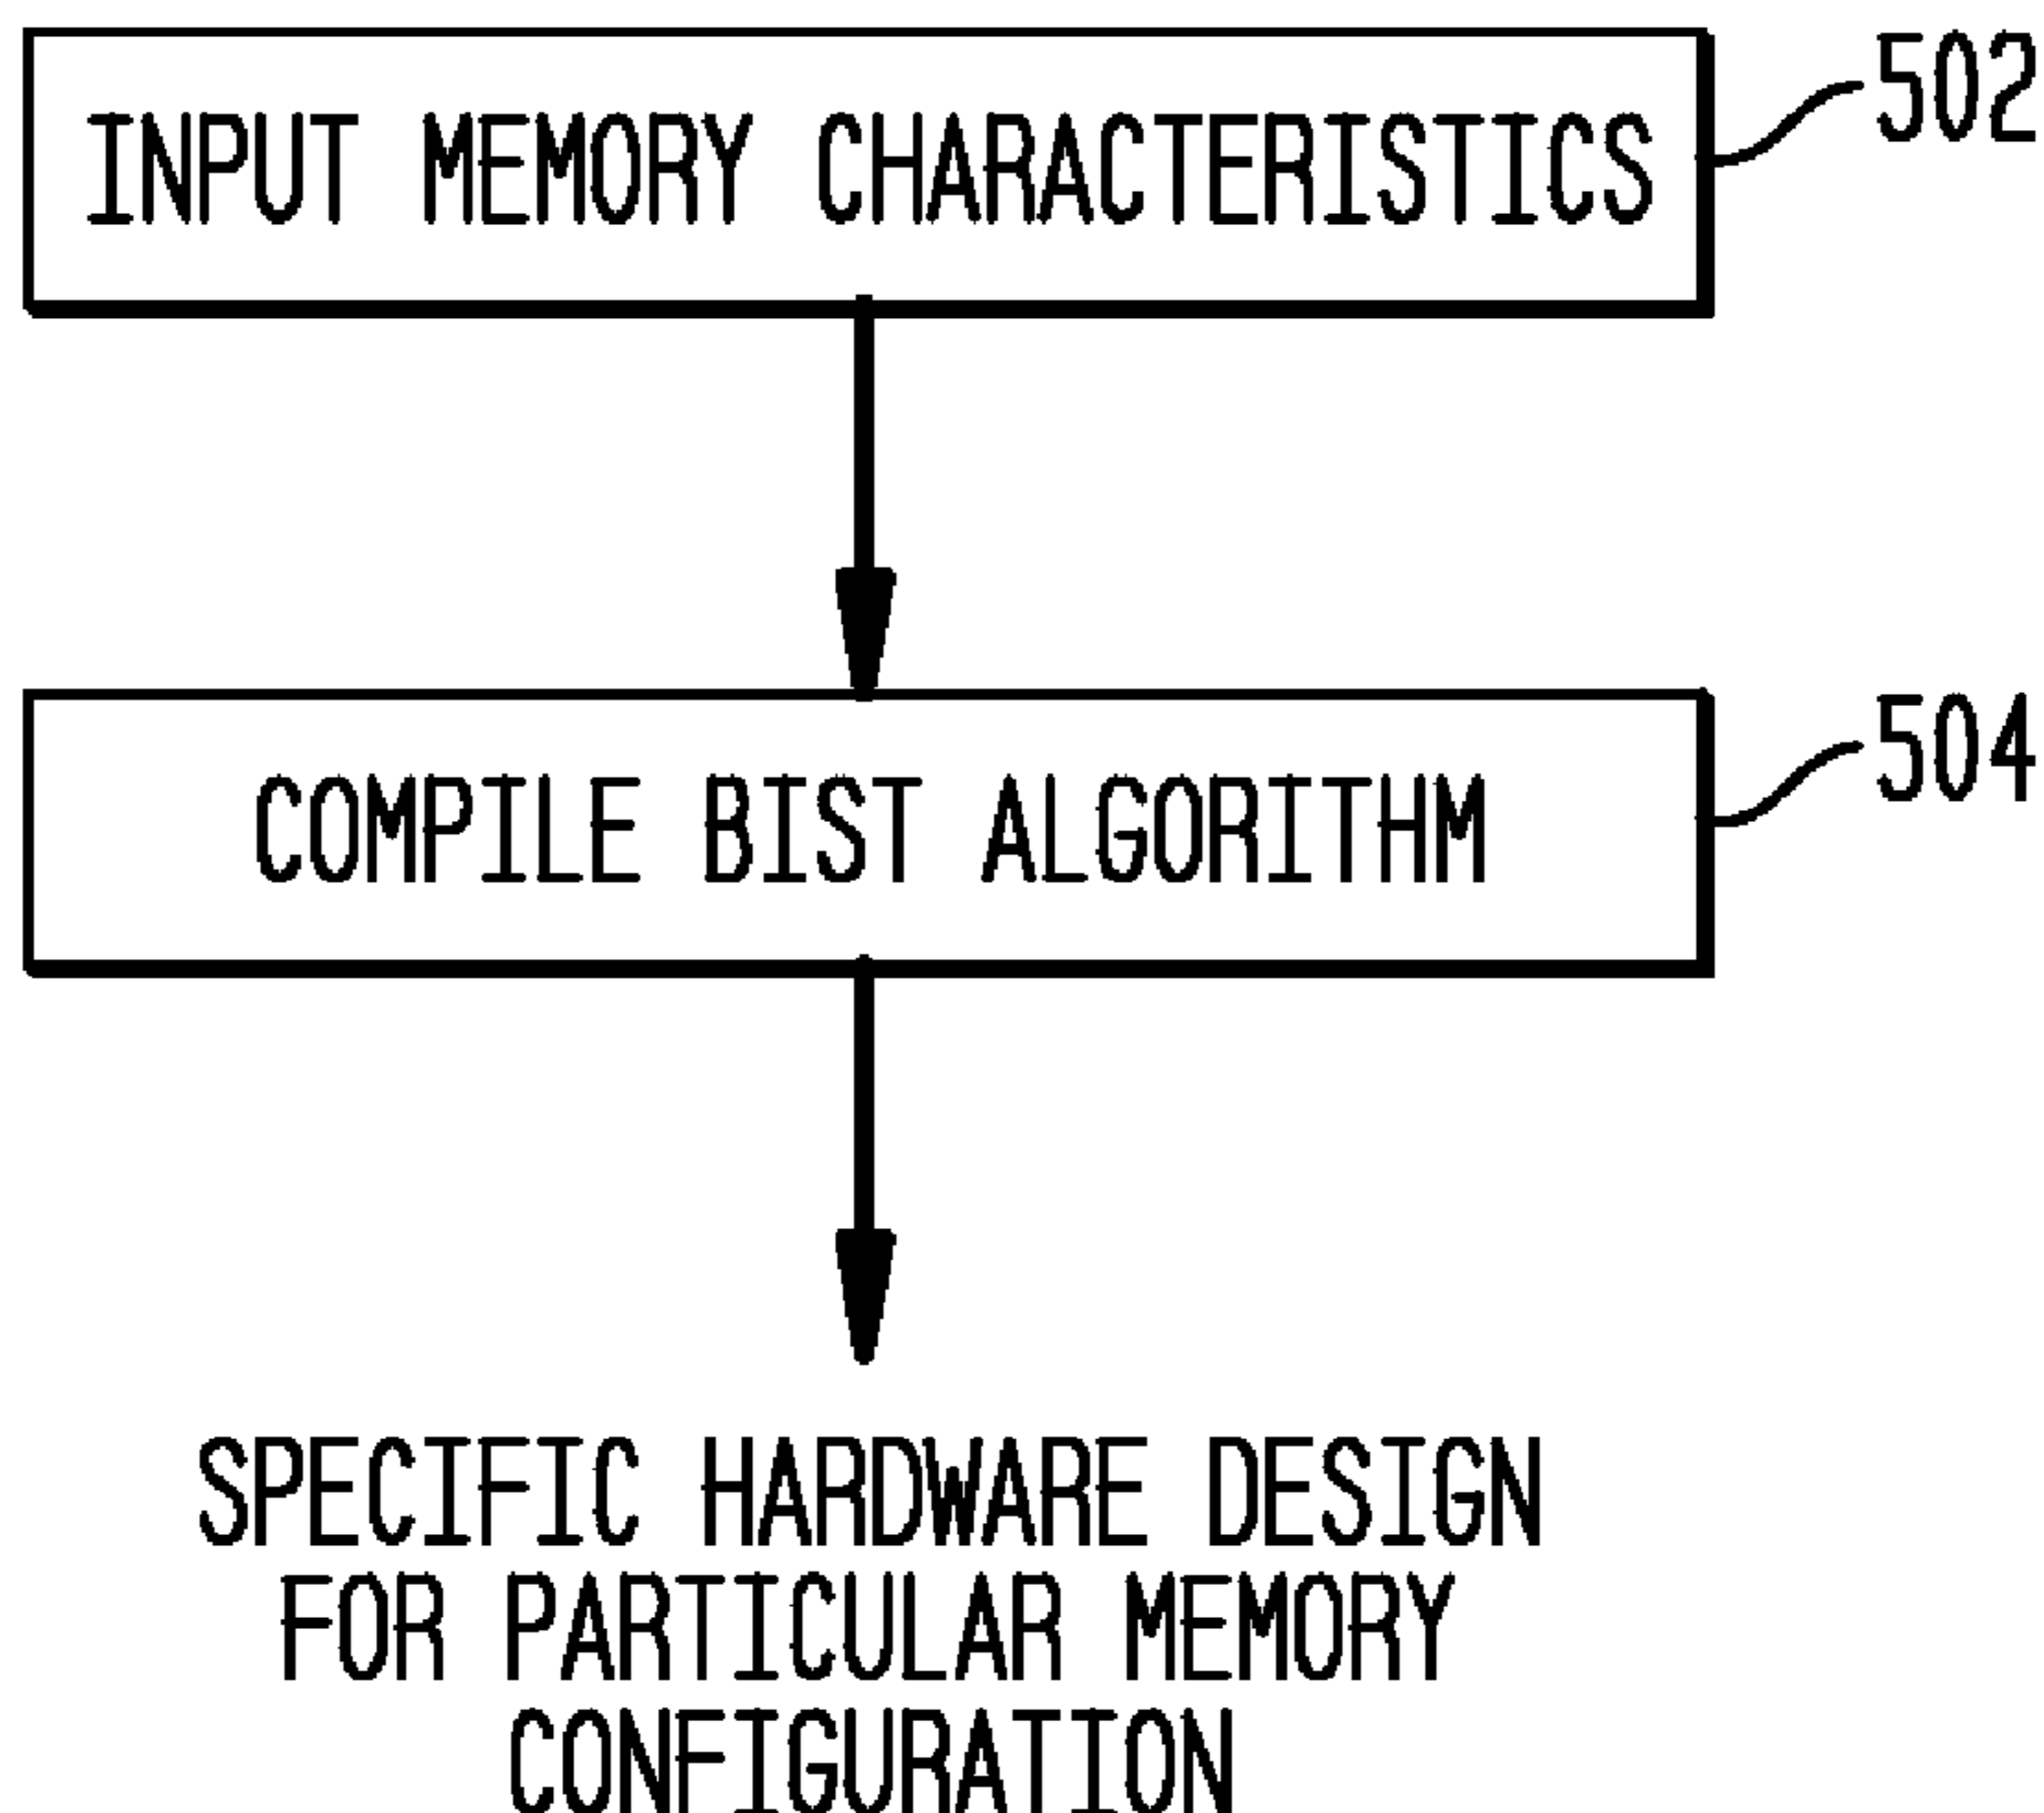 INPUT MEMORY CHARACTERISTICS
502
COMPILE BIST ALGORITHM
504
SPECIFIC HARDWARE DESIGN
FOR PARTICULAR MEMORY
CONFIGURATION